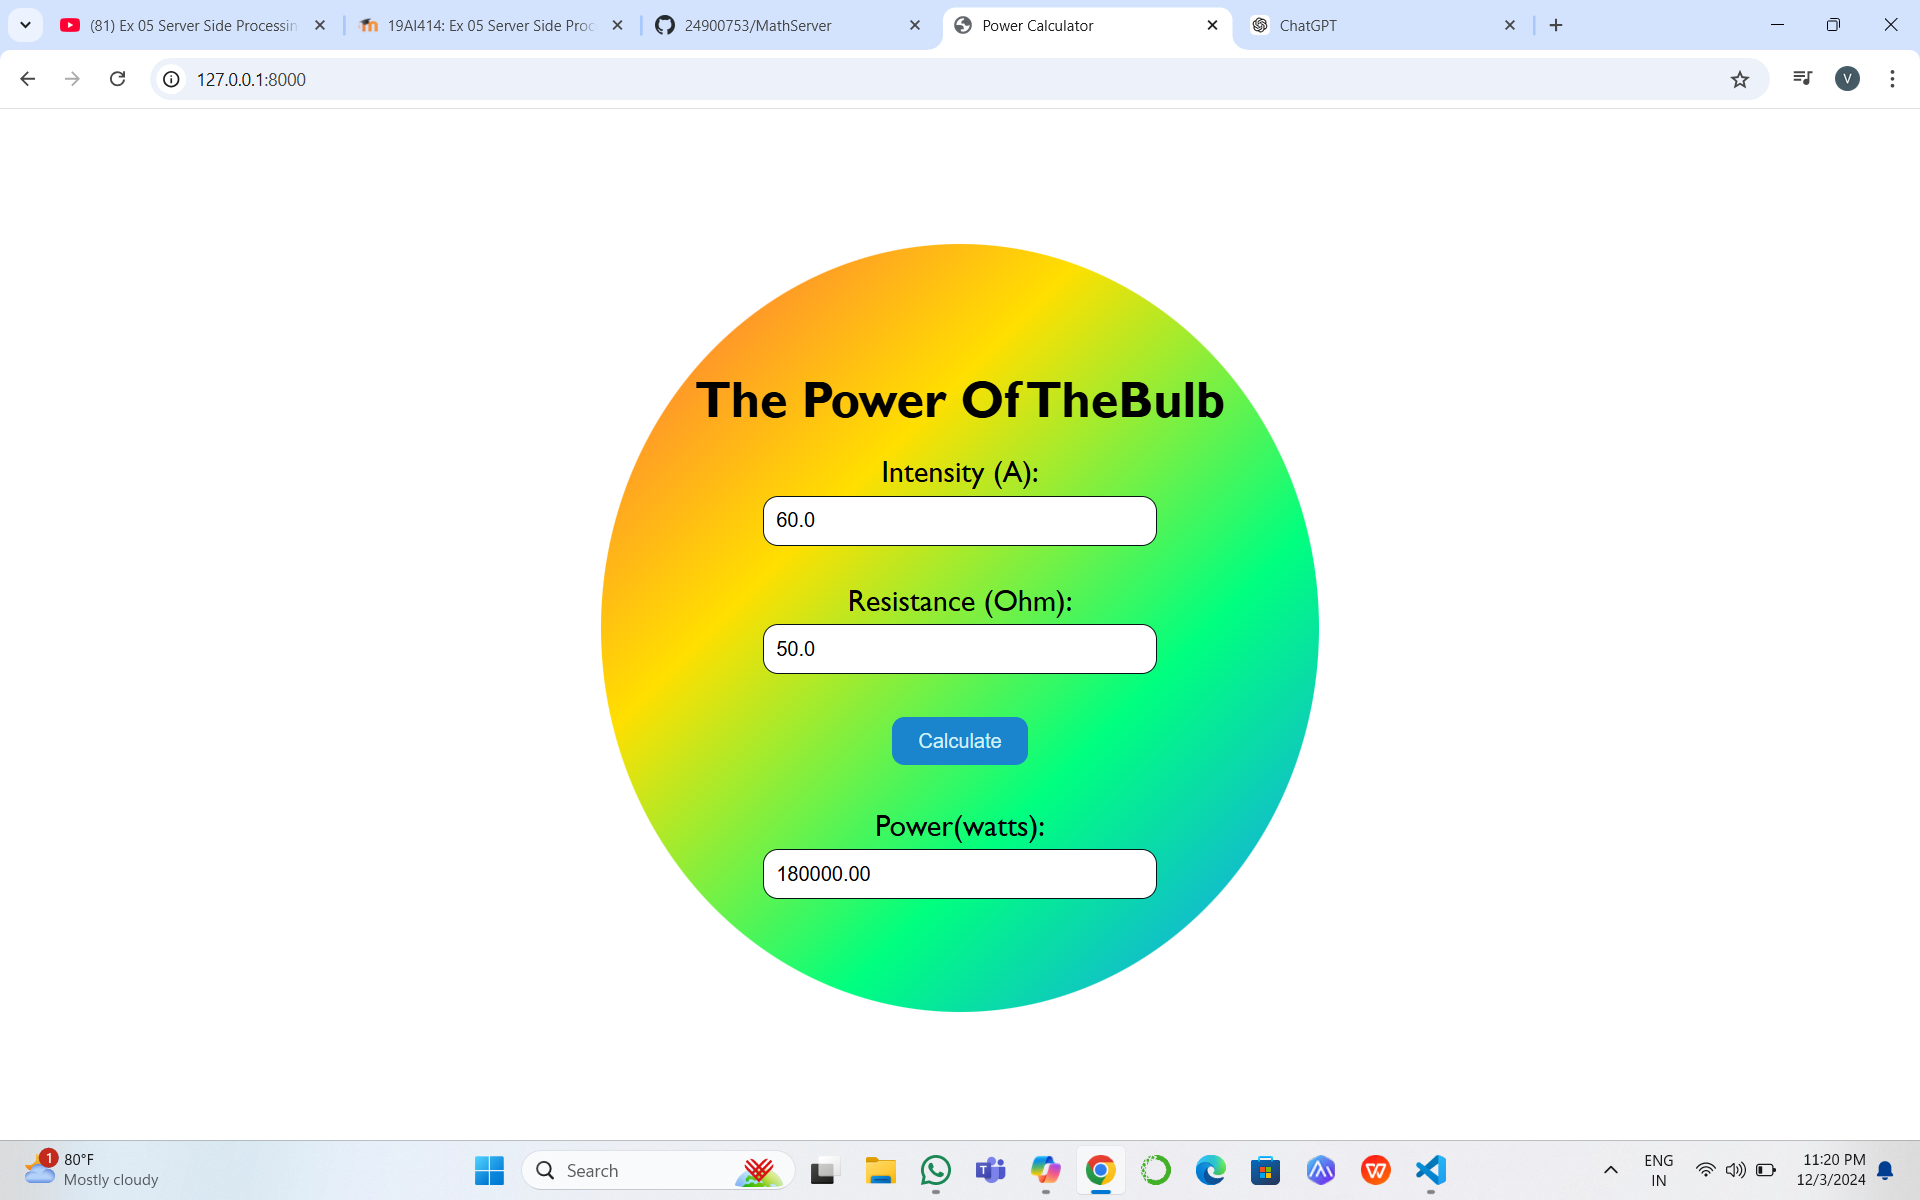 (81) Ex 05 Server Side Processin
19AI414: Ex 05 Server Side Proc
24900753/MathServer
Power Calculator
ChatGPT
127.0.0.1:8000
V
The Power Of TheBulb
Intensity (A):
60.0
Resistance (Ohm):
50.0
Calculate
Power(watts):
180000.00
1
80°F
Mostly cloudy
Search
ENG
IN
11:20 PM
12/3/2024